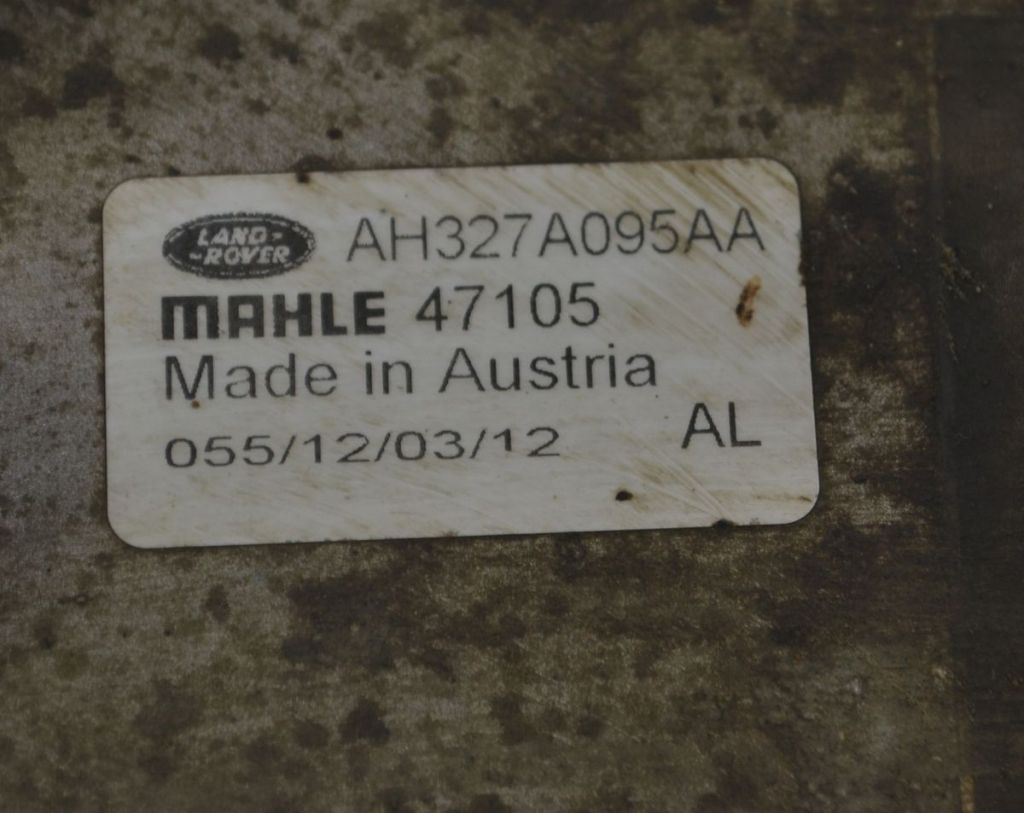 LAND-
-ROVER
AH327A095AA
MAHLE 47105
Made in Austria
055/12/03/12
AL